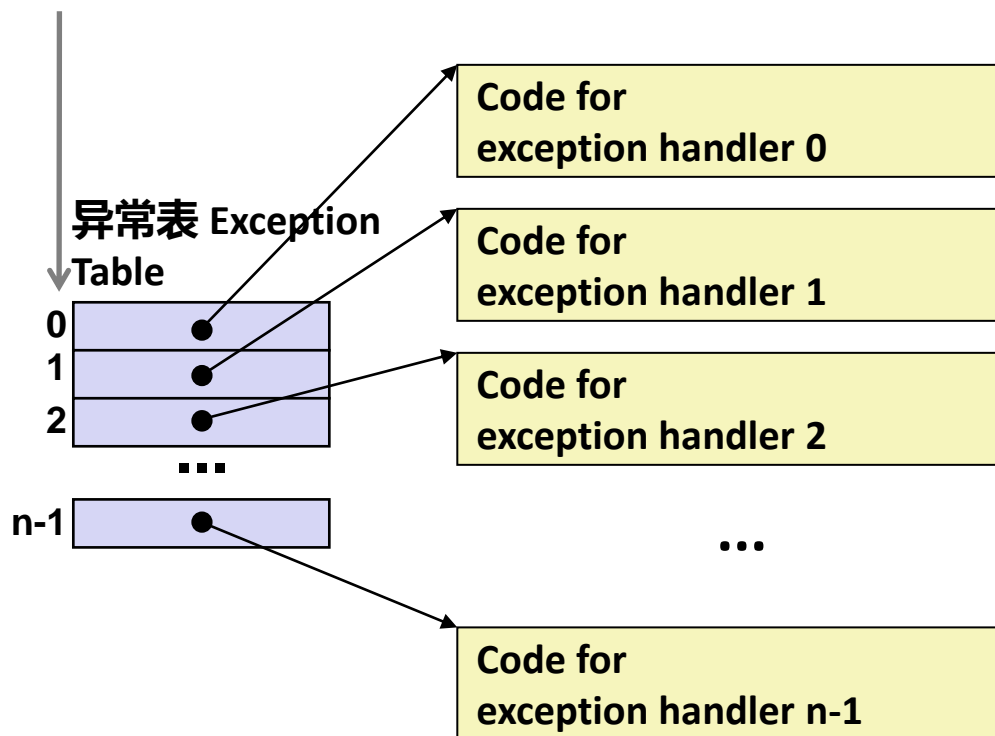 Code for
exception handler 0
异常表 Exception
Table
Code for
exception handler 1
0
1
2
...
n-1
Code for
exception handler 2
...
Code for
exception handler n-1